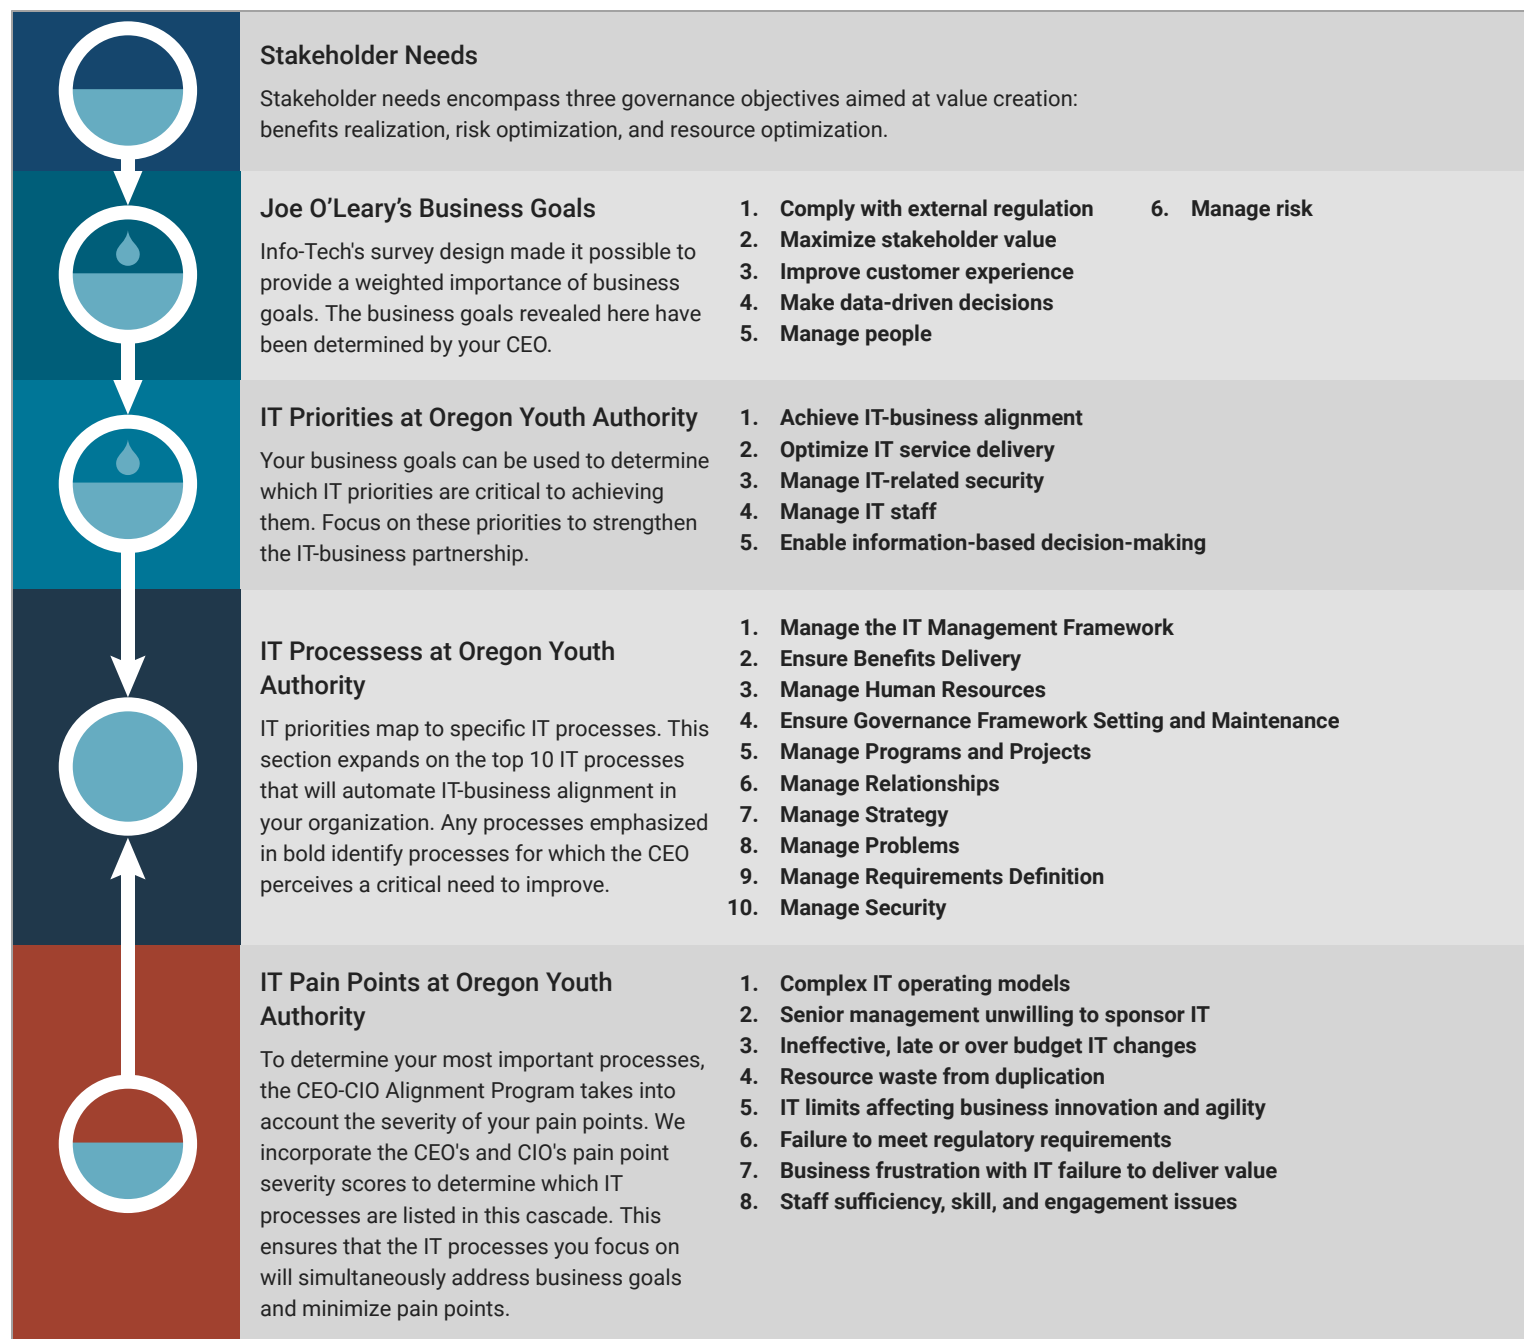 Stakeholder Needs
Stakeholder needs encompass three governance objectives aimed at value creation:
benefits realization, risk optimization, and resource optimization.
Joe O’Leary’s Business Goals
Info-Tech's survey design made it possible to
provide a weighted importance of business
goals. The business goals revealed here have
been determined by your CEO.
1. Comply with external regulation
2. Maximize stakeholder value
3. Improve customer experience
4. Make data-driven decisions
5. Manage people
6. Manage risk
IT Priorities at Oregon Youth Authority
Your business goals can be used to determine
which IT priorities are critical to achieving
them. Focus on these priorities to strengthen
the IT-business partnership.
1. Achieve IT-business alignment
2. Optimize IT service delivery
3. Manage IT-related security
4. Manage IT staff
5. Enable information-based decision-making
IT Processess at Oregon Youth
Authority
IT priorities map to specific IT processes. This
section expands on the top 10 IT processes
that will automate IT-business alignment in
your organization. Any processes emphasized
in bold identify processes for which the CEO
perceives a critical need to improve.
1. Manage the IT Management Framework
2. Ensure Benefits Delivery
3. Manage Human Resources
4. Ensure Governance Framework Setting and Maintenance
5. Manage Programs and Projects
6. Manage Relationships
7. Manage Strategy
8. Manage Problems
9. Manage Requirements Definition
10. Manage Security
IT Pain Points at Oregon Youth
Authority
To determine your most important processes,
the CEO-CIO Alignment Program takes into
account the severity of your pain points. We
incorporate the CEO's and CIO's pain point
severity scores to determine which IT
processes are listed in this cascade. This
ensures that the IT processes you focus on
will simultaneously address business goals
and minimize pain points.
1. Complex IT operating models
2. Senior management unwilling to sponsor IT
3. Ineffective, late or over budget IT changes
4. Resource waste from duplication
5. IT limits affecting business innovation and agility
6. Failure to meet regulatory requirements
7. Business frustration with IT failure to deliver value
8. Staff sufficiency, skill, and engagement issues